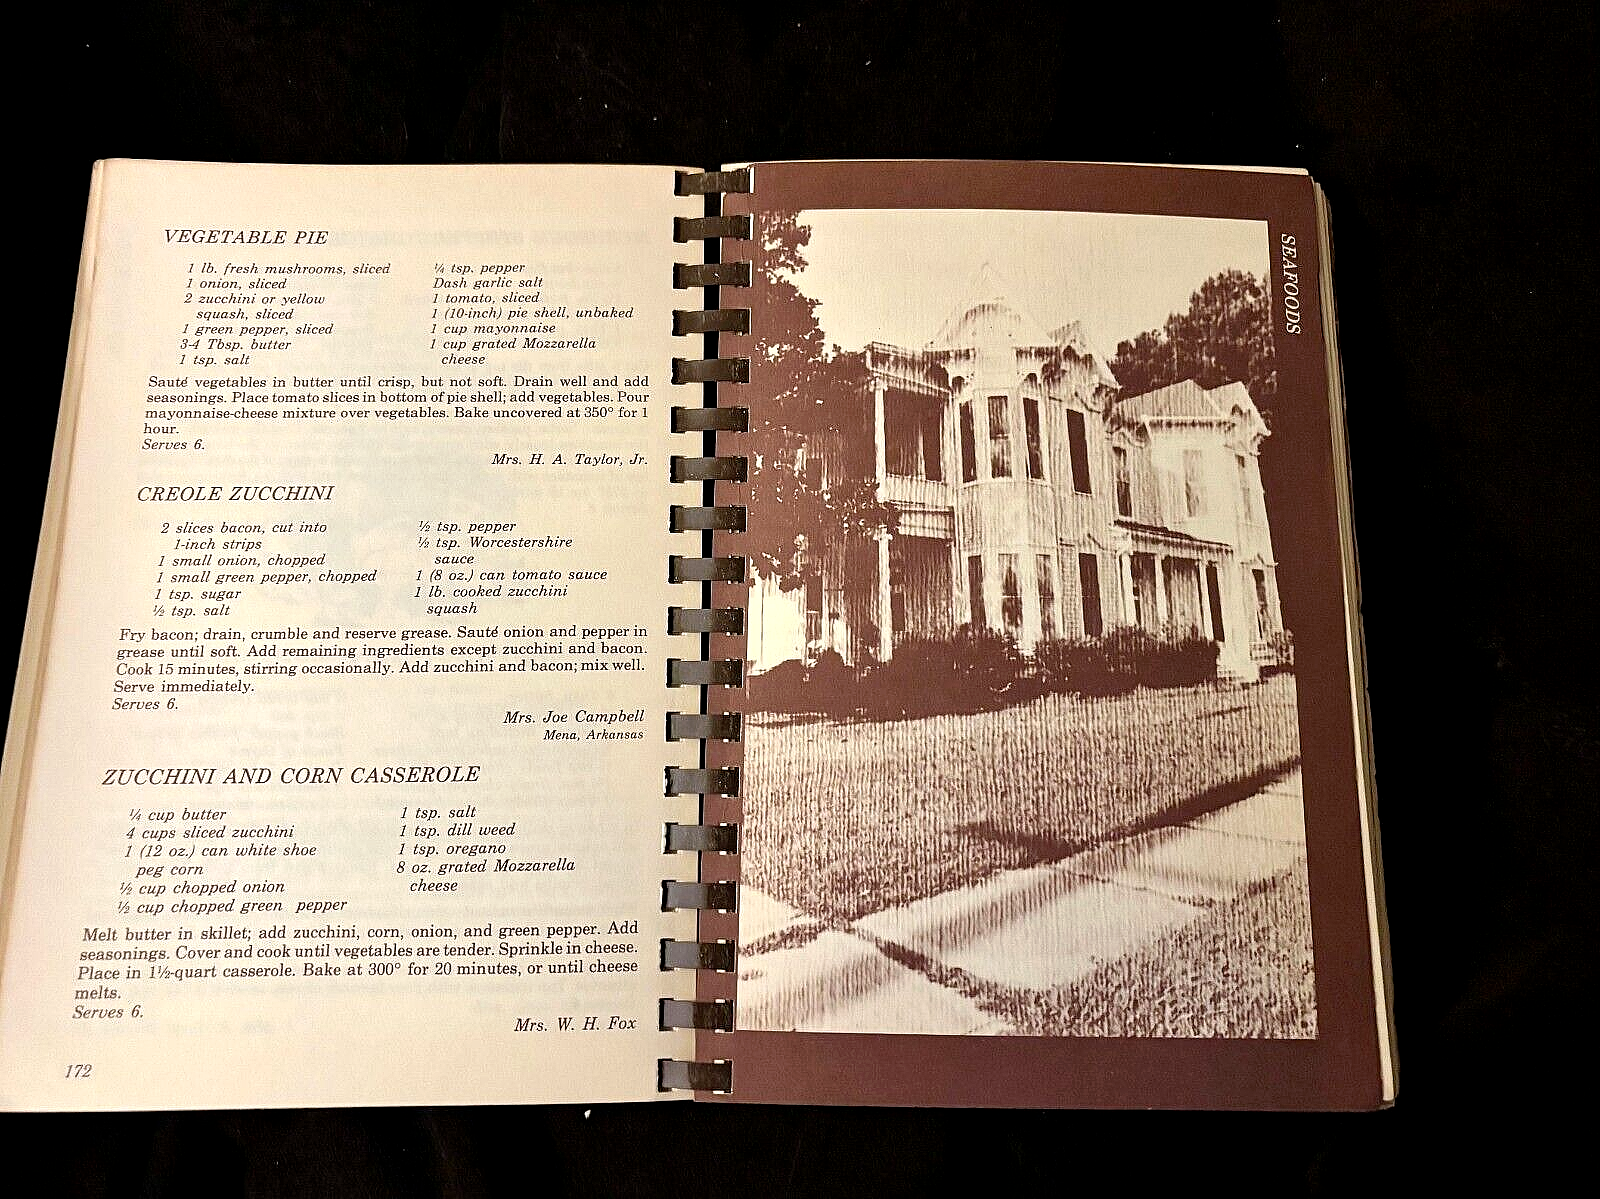 VEGETABLE PIE
1 lb. fresh mushrooms, sliced
1 onion, sliced
2 zucchini or yellow
squash, sliced
1 green pepper, sliced
3-4 Tbsp. butter
1 tsp. salt
¼ tsp. pepper
Dash garlic salt
1 tomato, sliced
1 (10-inch) pie shell, unbaked
1 cup mayonnaise
1 cup grated Mozzarella
cheese
Sauté vegetables in butter until crisp, but not soft. Drain well and add
seasonings. Place tomato slices in bottom of pie shell; add vegetables. Pour
mayonnaise-cheese mixture over vegetables. Bake uncovered at 350° for 1
hour.
Serves 6.
Mrs. H. A. Taylor, Jr.
CREOLE ZUCCHINI
2 slices bacon, cut into
1-inch strips
1 small onion, chopped
1 small green pepper, chopped
1 tsp. sugar
½ tsp. salt
½ tsp. pepper
½ tsp. Worcestershire
sauce
1 (8 oz.) can tomato sauce
1 lb. cooked zucchini
squash
Fry bacon; drain, crumble and reserve grease. Sauté onion and pepper in
grease until soft. Add remaining ingredients except zucchini and bacon.
Cook 15 minutes, stirring occasionally. Add zucchini and bacon; mix well.
Serve immediately.
Serves 6.
Mrs. Joe Campbell
Mena, Arkansas
ZUCCHINI AND CORN CASSEROLE
¼ cup butter
4 cups sliced zucchini
1 (12 oz.) can white shoe
peg corn
½ cup chopped onion
½ cup chopped green pepper
1 tsp. salt
1 tsp. dill weed
1 tsp. oregano
8 oz. grated Mozzarella
cheese
Melt butter in skillet; add zucchini, corn, onion, and green pepper. Add
seasonings. Cover and cook until vegetables are tender. Sprinkle in cheese.
Place in 1½-quart casserole. Bake at 300° for 20 minutes, or until cheese
melts.
Serves 6.
Mrs. W. H. Fox
172
SEAFOODS